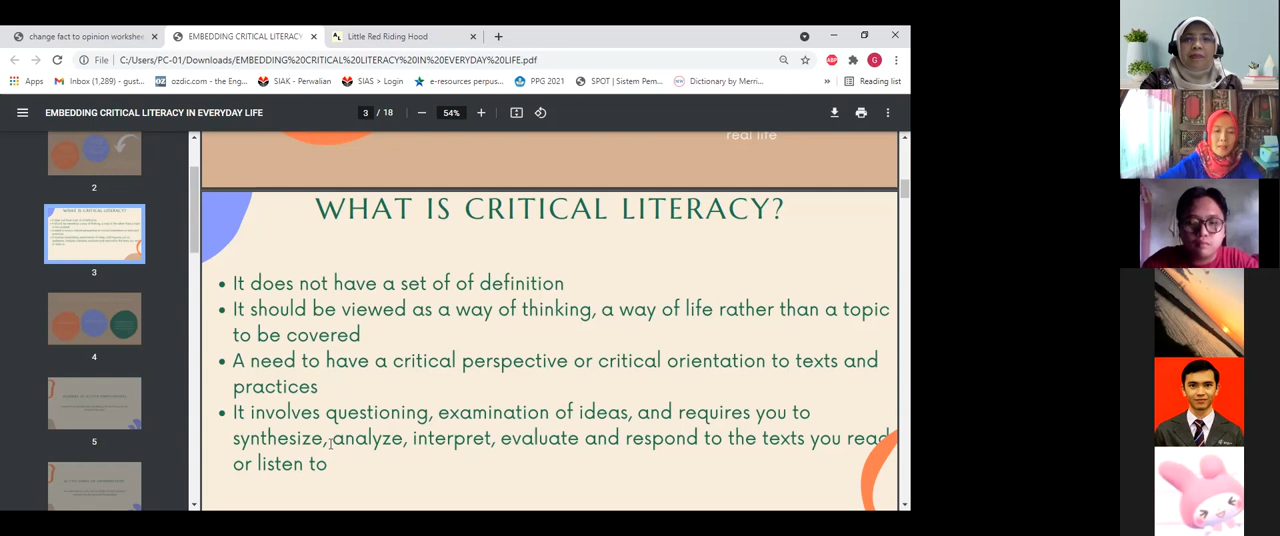 change fact to opinion workshee
EMBEDDING CRITICAL LITERACY
Little Red Riding Hood
G
File | C:/Users/PC-01/Downloads/EMBEDDING%20CRITICAL%20LITERACY%20IN%20EVERYDAY%20LIFE.pdf
ABP
G
Apps
Inbox (1,289) - gust...
ozdic.com - the Eng...
SIAK - Perwalian
SIAS > Login
e-resources perpus...
PPG 2021
SPOT | Sistem Pem...
Dictionary by Merri...
»
Reading list
EMBEDDING CRITICAL LITERACY IN EVERYDAY LIFE
3 / 18
54%
2
3
4
5
real life
WHAT IS CRITICAL LITERACY?
• It does not have a set of of definition
• It should be viewed as a way of thinking, a way of life rather than a topic
to be covered
• A need to have a critical perspective or critical orientation to texts and
practices
• It involves questioning, examination of ideas, and requires you to
synthesize, analyze, interpret, evaluate and respond to the texts you read
or listen to